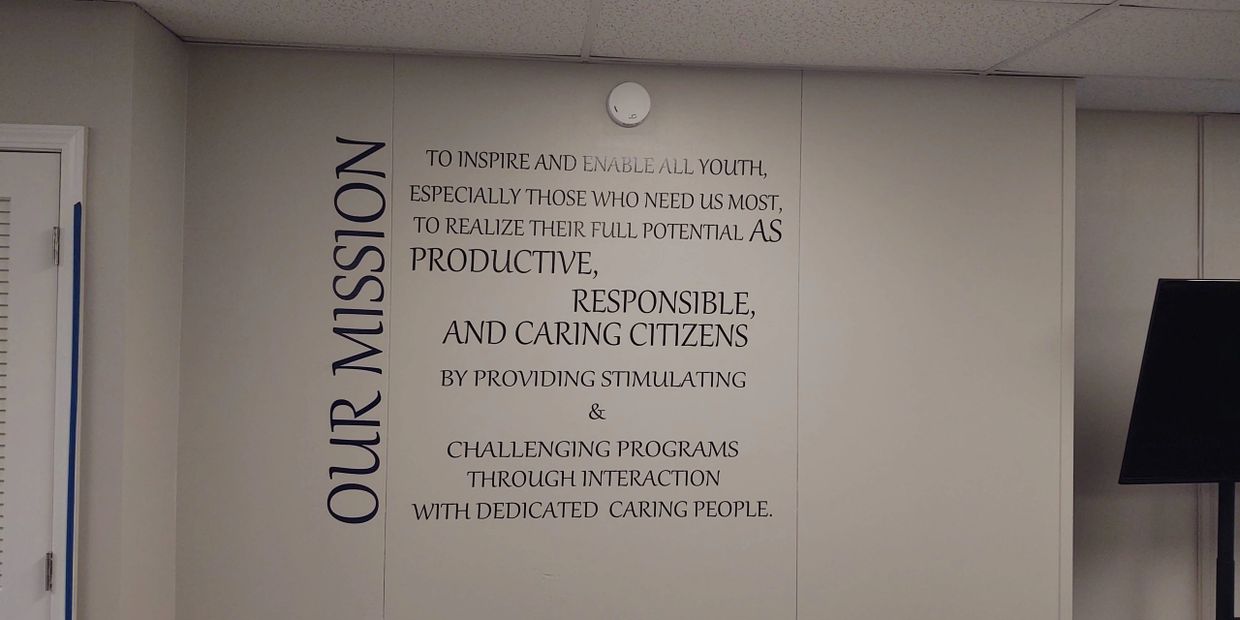 OUR MISSION
TO INSPIRE AND ENABLE ALL YOUTH,
ESPECIALLY THOSE WHO NEED US MOST,
TO REALIZE THEIR FULL POTENTIAL AS
PRODUCTIVE,
RESPONSIBLE,
AND CARING CITIZENS
BY PROVIDING STIMULATING
&
CHALLENGING PROGRAMS
THROUGH INTERACTION
WITH DEDICATED CARING PEOPLE.